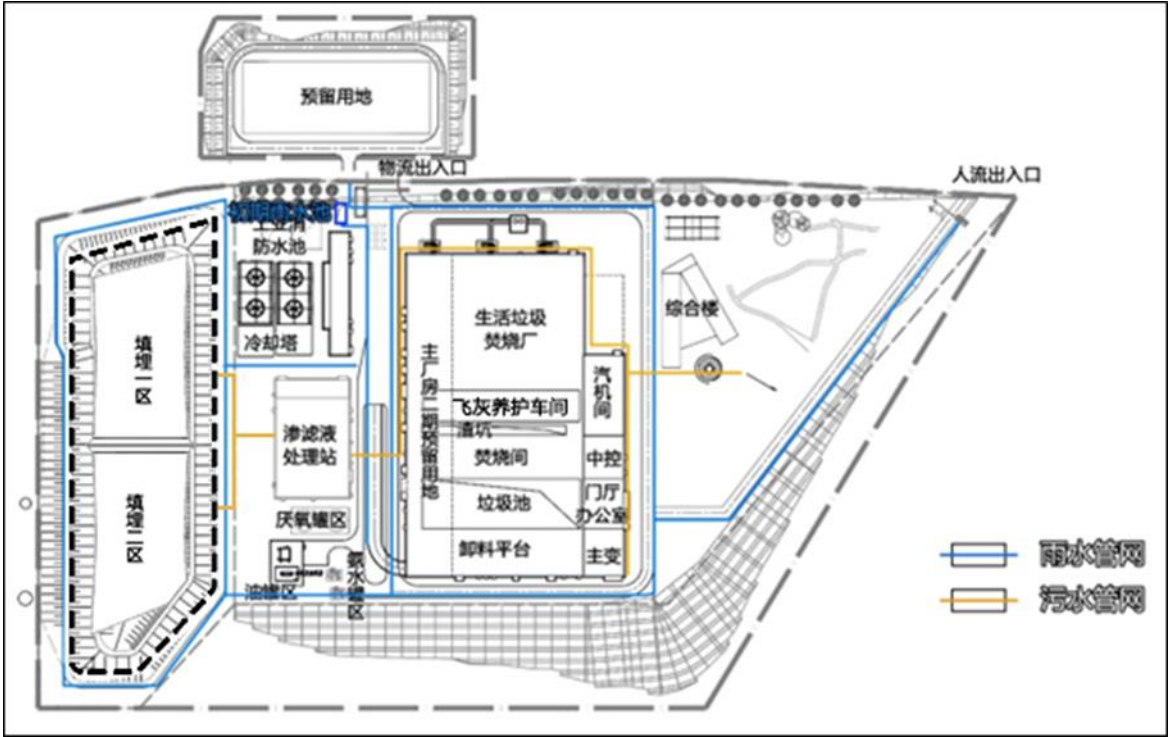 预留用地
物流出入口
人流出入口
初期雨水池
工业消
防水池
冷却塔
填埋一区
填埋二区
渗滤液
处理站
厌氧罐区
油罐区
氨水罐区
主厂房二期预留用地
生活垃圾
焚烧厂
飞灰养护车间
渣坑
焚烧间
垃圾池
卸料平台
汽机间
中控
门厅
办公室
主变
综合楼
雨水管网
污水管网